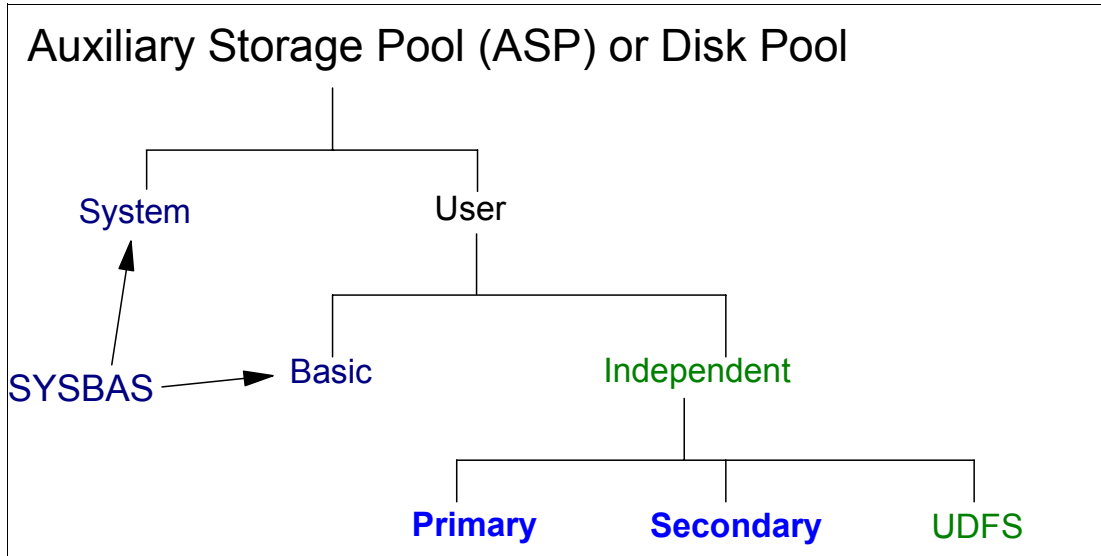 Auxiliary Storage Pool (ASP) or Disk Pool
System
User
SYSBAS
Basic
Independent
Primary
Secondary
UDFS